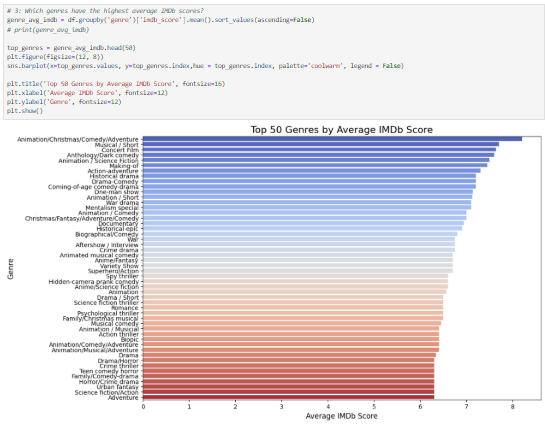 # 3: Which genres have the highest average IMDb scores?
genre_avg_imdb = df.groupby('genre')['imdb_score'].mean().sort_values(ascending=False)
# print(genre_avg_imdb)
top_genres = genre_avg_imdb.head(50)
plt.figure(figsize=(12, 8))
sns.barplot(x=top_genres.values, y=top_genres.index,hue = top_genres.index, palette='coolwarm', legend = False)
plt.title('Top 50 Genres by Average IMDb Score', fontsize=16)
plt.xlabel('Average IMDb Score', fontsize=12)
plt.ylabel('Genre', fontsize=12)
plt.show()
Top 50 Genres by Average IMDb Score
Animation/Christmas/Comedy/Adventure
Musical / Short
Concert Film
Anthology/Dark comedy
Animation / Science Fiction
Making-of
Action-adventure
Historical drama
Drama-Comedy
Coming-of-age comedy-drama
One-man show
Animation / Short
War drama
Mentalism special
Animation / Comedy
Christmas/Fantasy/Adventure/Comedy
Documentary
Historical-epic
Biographical/Comedy
War
Aftershow / Interview
Crime drama
Animated musical comedy
Anime/Fantasy
Variety Show
Superhero/Action
Spy thriller
Hidden-camera prank comedy
Anime/Science fiction
Animation
Drama / Short
Science fiction thriller
Romance
Psychological thriller
Family/Christmas musical
Musical comedy
Animation / Musicial
Action thriller
Biopic
Animation/Comedy/Adventure
Animation/Musical/Adventure
Drama
Drama/Horror
Crime thriller
Teen comedy horror
Family/Comedy-drama
Horror/Crime drama
Urban fantasy
Science fiction/Action
Adventure
Genre
0 1 2 3 4 5 6 7 8
Average IMDb Score